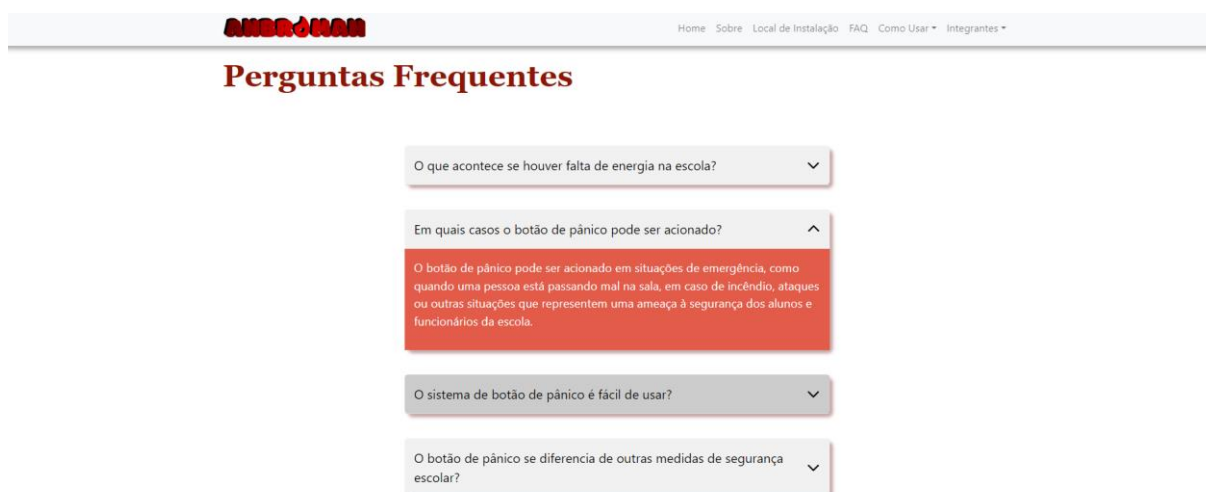 Home Sobre Local de Instalação FAQ Como Usar Integrantes
Perguntas Frequentes
O que acontece se houver falta de energia na escola?
Em quais casos o botão de pânico pode ser acionado?
O botão de pânico pode ser acionado em situações de emergência, como
quando uma pessoa está passando mal na sala, em caso de incêndio, ataques
ou outras situações que representem uma ameaça à segurança dos alunos e
funcionários da escola.
O sistema de botão de pânico é fácil de usar?
O botão de pânico se diferencia de outras medidas de segurança
escolar?